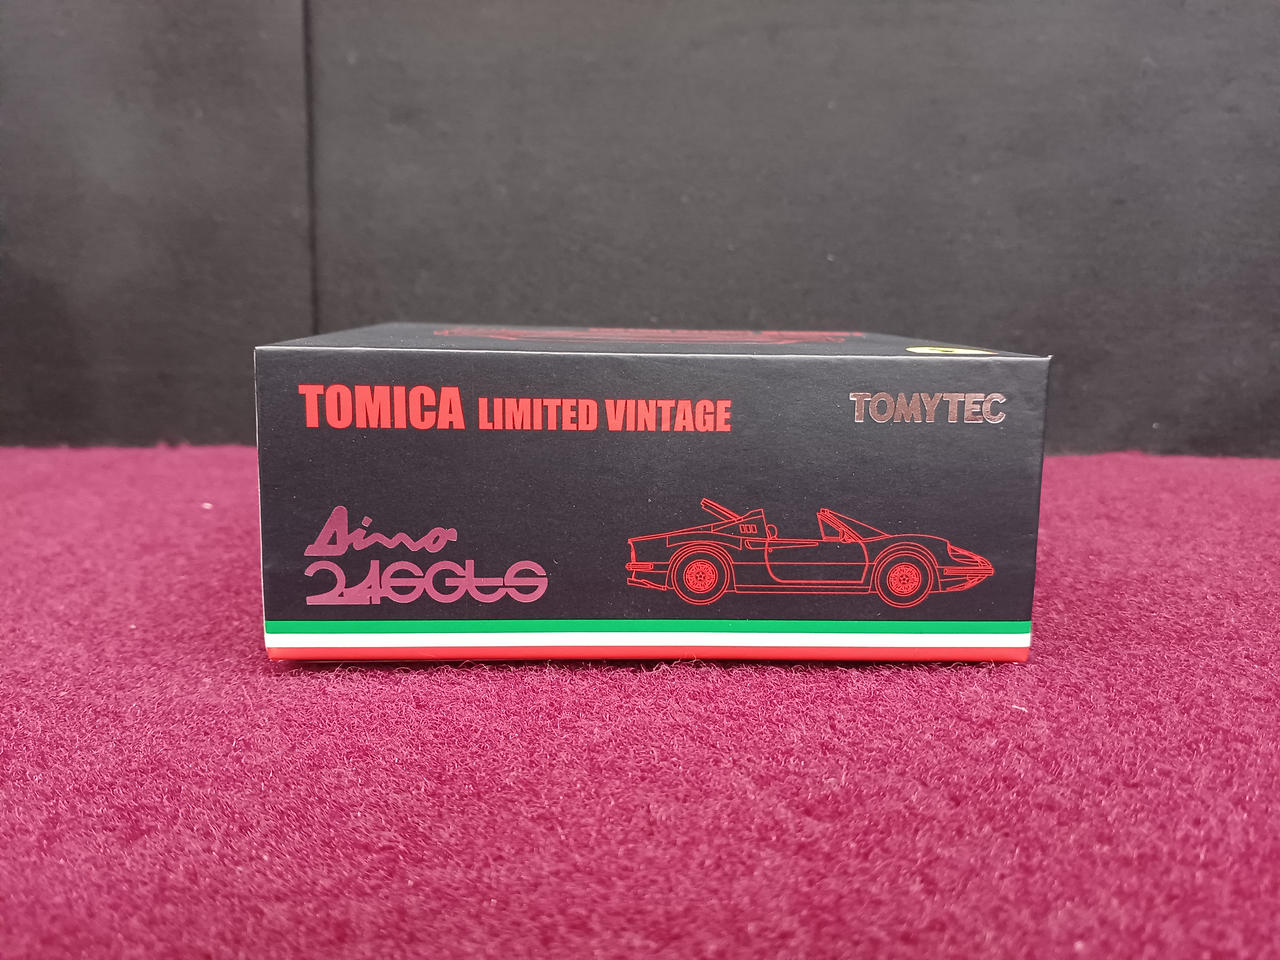 TOMICA LIMITED VINTAGE
TOMYTEC
Dino
246GTS